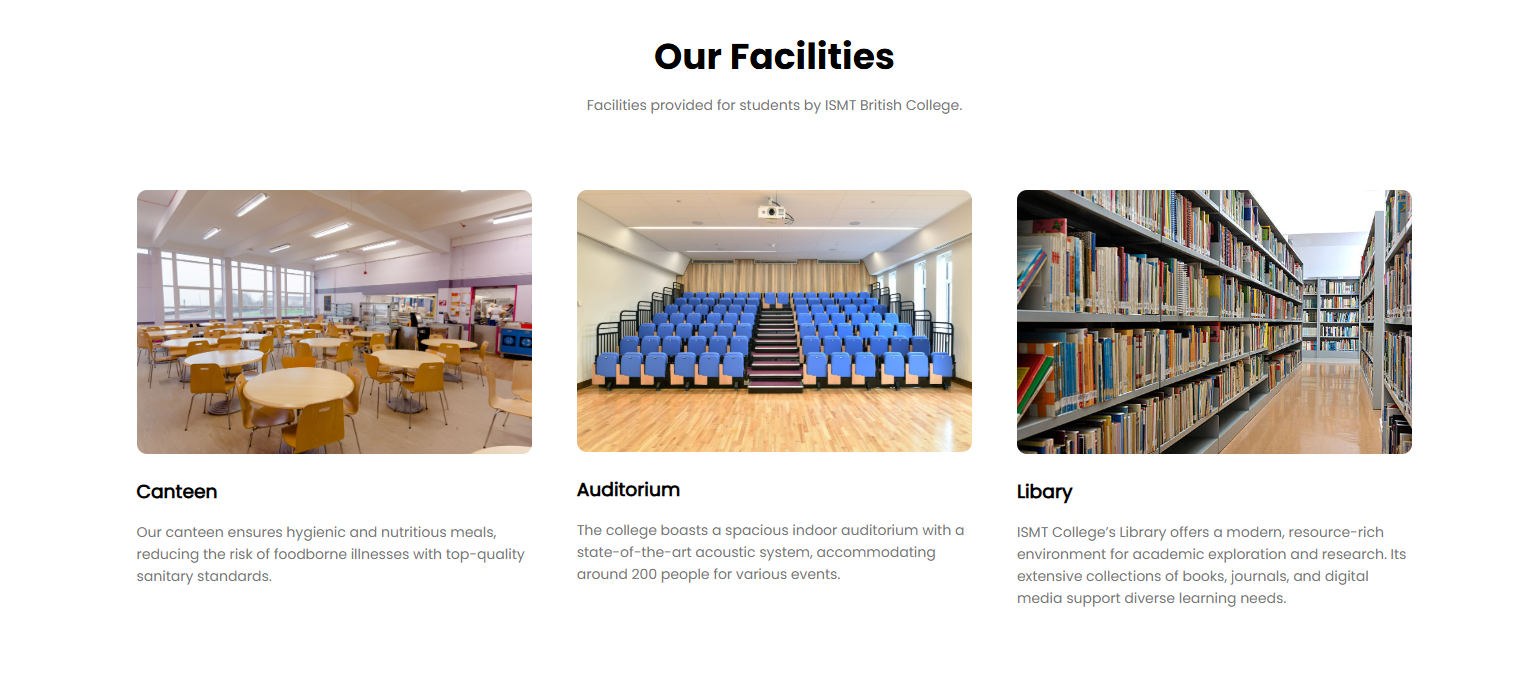 Our Facilities
Facilities provided for students by ISMT British College.
Canteen
Our canteen ensures hygienic and nutritious meals,
reducing the risk of foodborne illnesses with top-quality
sanitary standards.
Auditorium
The college boasts a spacious indoor auditorium with a
state-of-the-art acoustic system, accommodating
around 200 people for various events.
Libary
ISMT College’s Library offers a modern, resource-rich
environment for academic exploration and research. Its
extensive collections of books, journals, and digital
media support diverse learning needs.